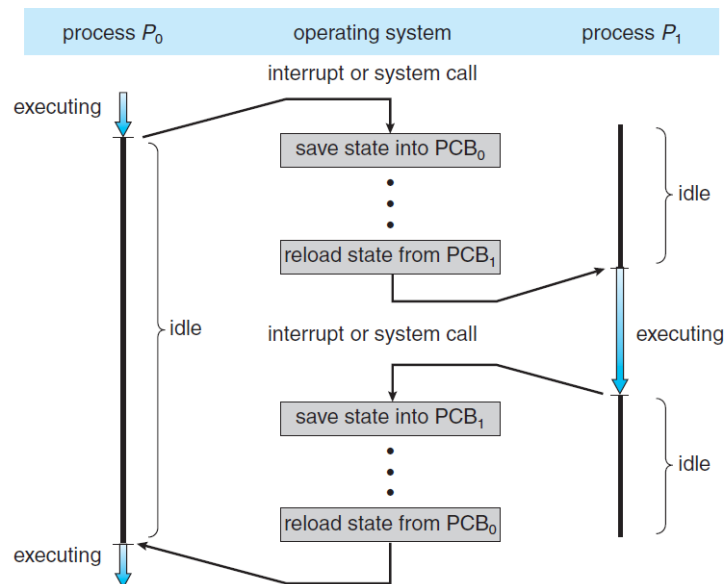 process P₀ operating system process P₁
interrupt or system call
executing
save state into PCB₀
idle
reload state from PCB₁
idle
interrupt or system call
executing
save state into PCB₁
idle
reload state from PCB₀
executing